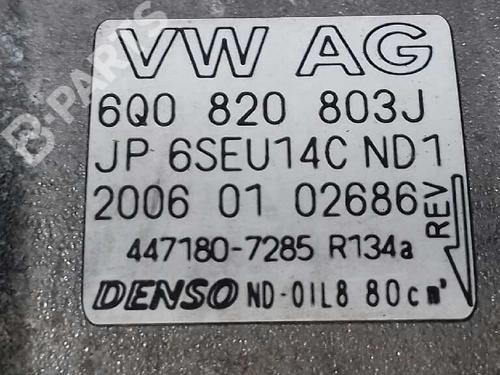 VW AG
6Q0 820 803J
JP 6SEU14C ND1
2006 01 02686
REV
447180-7285 R134a
DENSO ND-OIL8 80cm³
B-PARTS